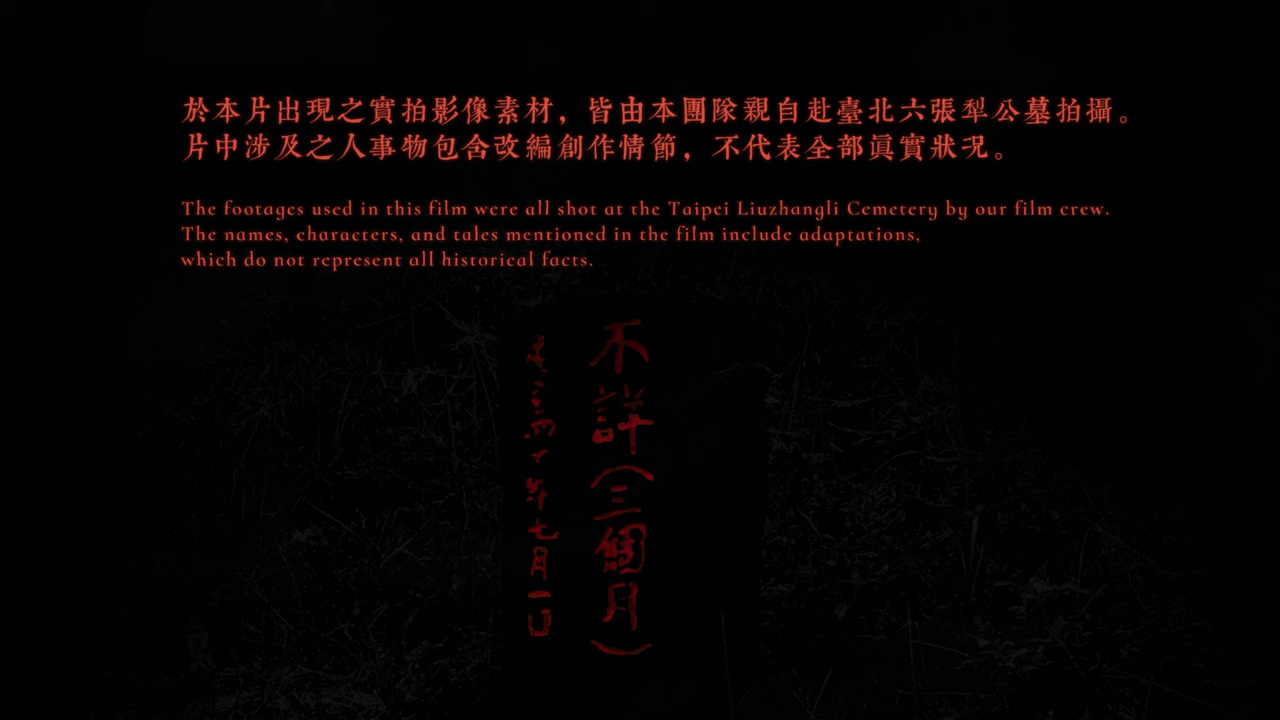 於本片出現之實拍影像素材，皆由本團隊親自赴臺北六張犁公墓拍攝。
片中涉及之人事物包含改編創作情節，不代表全部眞實狀況。
The footages used in this film were all shot at the Taipei Liuzhangli Cemetery by our film crew.
The names, characters, and tales mentioned in the film include adaptations,
which do not represent all historical facts.
不詳（三個月）
年七月一日